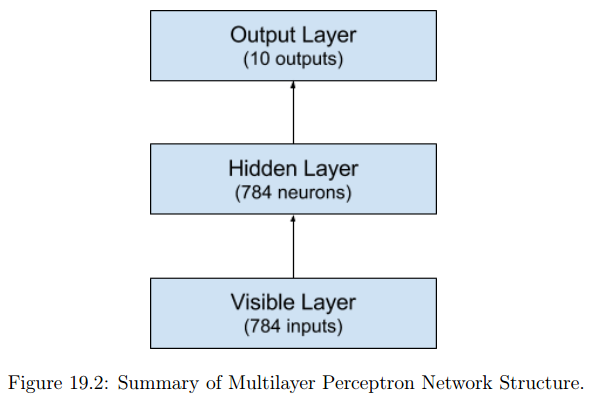 Output Layer
(10 outputs)
Hidden Layer
(784 neurons)
Visible Layer
(784 inputs)
Figure 19.2: Summary of Multilayer Perceptron Network Structure.